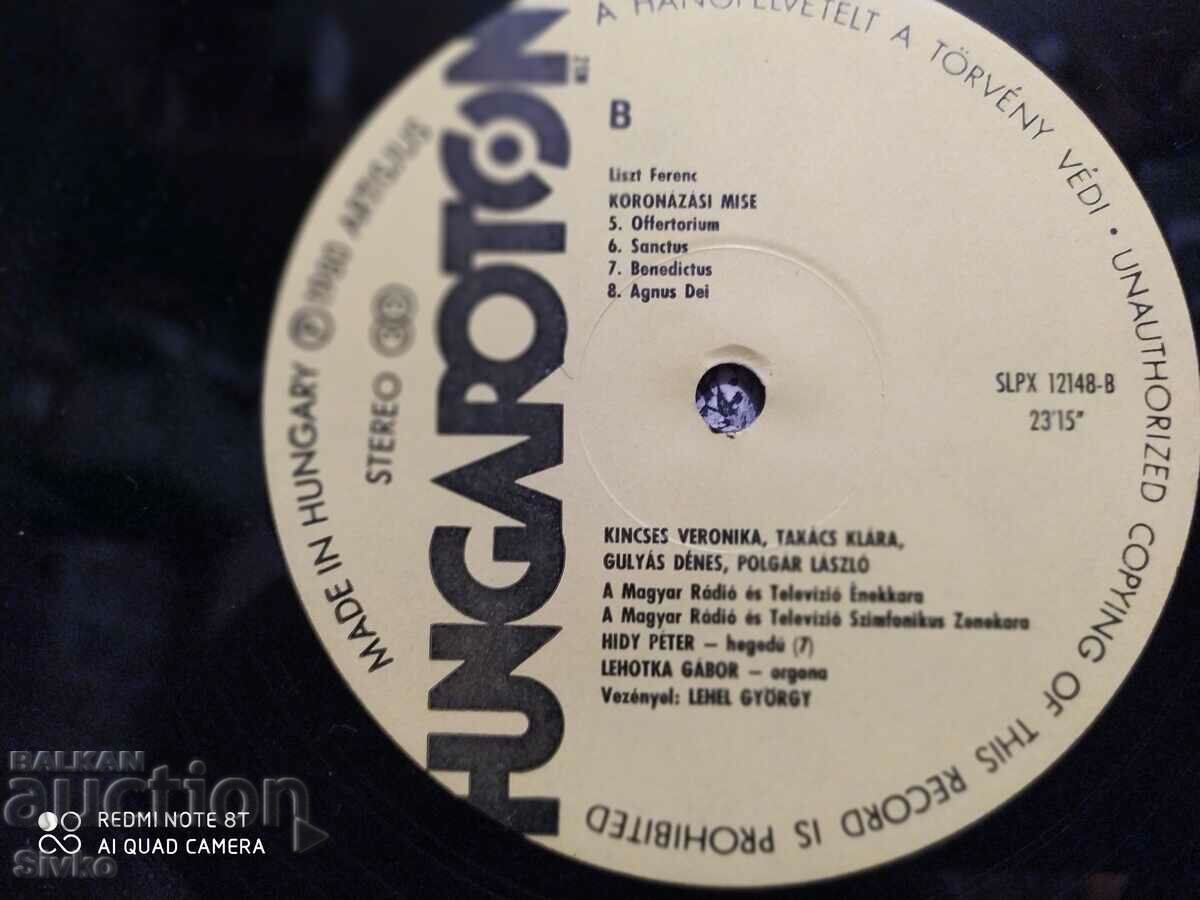 A HANGFELVÉTELT A TÖRVÉNY VÉDI • UNAUTHORIZED COPYING OF THIS RECORD IS PROHIBITED
MADE IN HUNGARY Ⓟ 1980 ARTISJUS
STEREO
HUNGAROTON
B
Liszt Ferenc
KORONÁZÁSI MISE
5. Offertorium
6. Sanctus
7. Benedictus
8. Agnus Dei
SLPX 12148-B
23'15"
KINCSES VERONIKA, TAKÁCS KLÁRA,
GULYÁS DÉNES, POLGÁR LÁSZLÓ
A Magyar Rádió és Televízió Énekkara
A Magyar Rádió és Televízió Szimfonikus Zenekara
HIDY PÉTER – hegedű (7)
LEHOTKA GÁBOR – orgona
Vezényel: LEHEL GYÖRGY
BALKAN
auction
REDMI NOTE 8T
AI QUAD CAMERA
Sivko